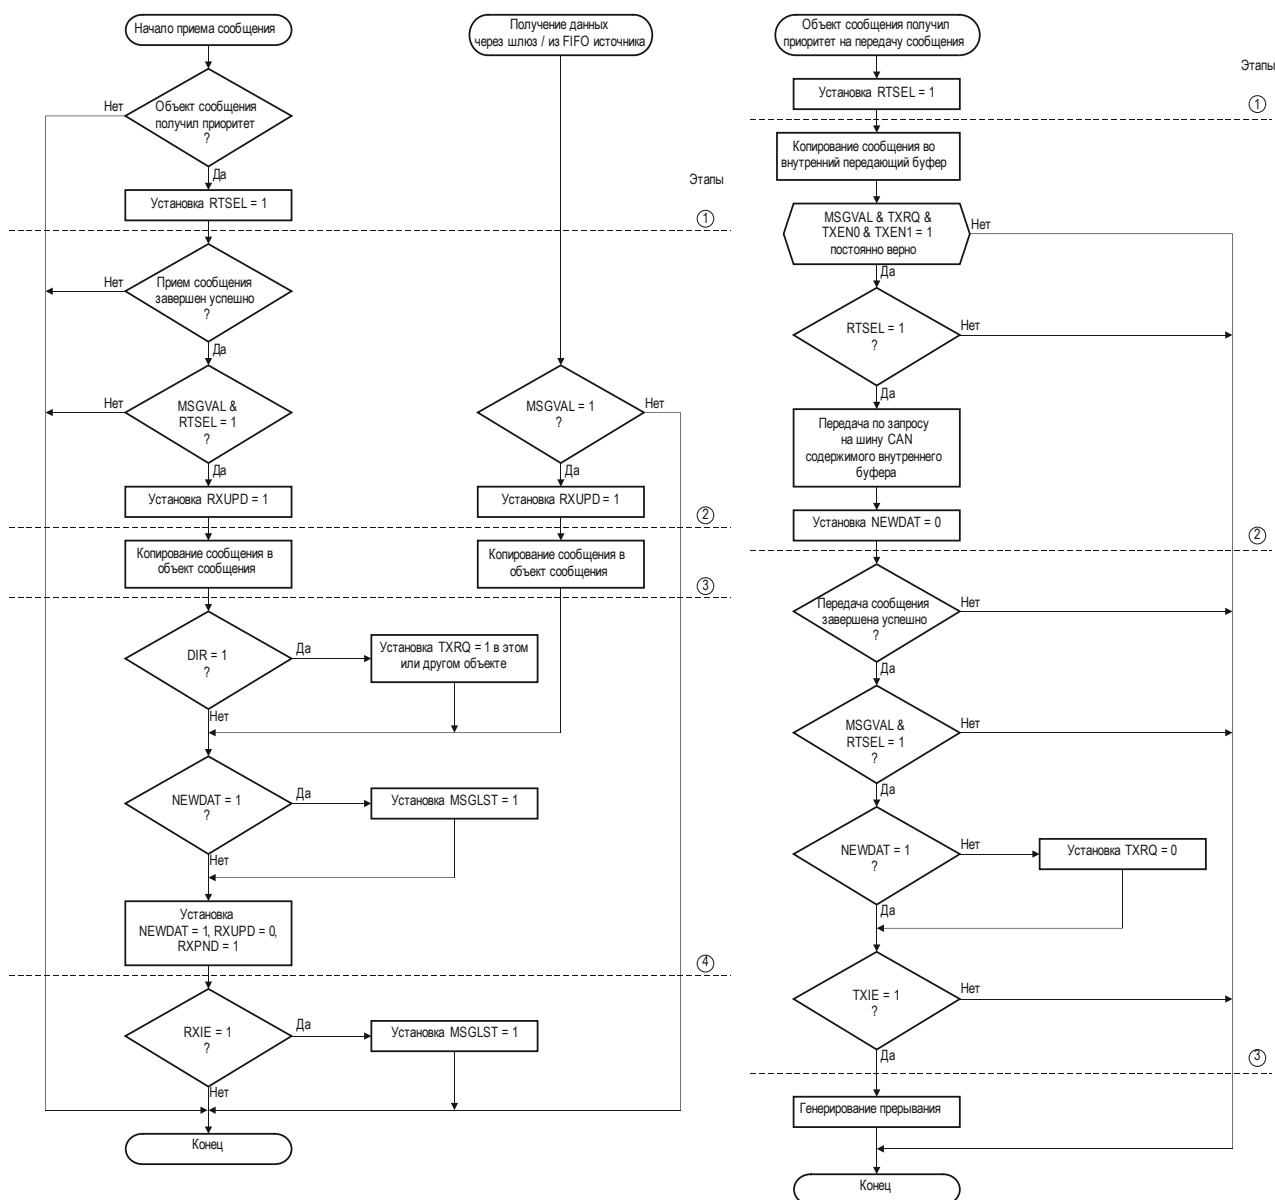 Начало приема сообщения
Нет
Объект сообщения
получил приоритет
?
Да
Установка RTSEL = 1
Этапы
1
Прием сообщения
завершен успешно
?
Нет
Да
MSGVAL &
RTSEL = 1
?
Нет
Да
Установка RXUPD = 1
2
Копирование сообщения в
объект сообщения
3
DIR = 1
?
Да
Установка TXRQ = 1 в этом
или другом объекте
Нет
NEWDAT = 1
?
Да
Установка MSGLST = 1
Нет
Установка
NEWDAT = 1, RXUPD = 0,
RXPND = 1
4
RXIE = 1
?
Да
Установка MSGLST = 1
Нет
Конец
Получение данных
через шлюз / из FIFO источника
MSGVAL = 1
?
Нет
Да
Установка RXUPD = 1
Копирование сообщения в
объект сообщения
Объект сообщения получил
приоритет на передачу сообщения
Этапы
Установка RTSEL = 1
1
Копирование сообщения во
внутренний передающий буфер
MSGVAL & TXRQ &
TXEN0 & TXEN1 = 1
постоянно верно
Нет
Да
RTSEL = 1
?
Нет
Да
Передача по запросу
на шину CAN
содержимого внутреннего
буфера
Установка NEWDAT = 0
2
Передача сообщения
завершена успешно
?
Нет
Да
MSGVAL &
RTSEL = 1
?
Нет
Да
NEWDAT = 1
?
Нет
Установка TXRQ = 0
Да
TXIE = 1
?
Нет
Да
3
Генерирование прерывания
Конец